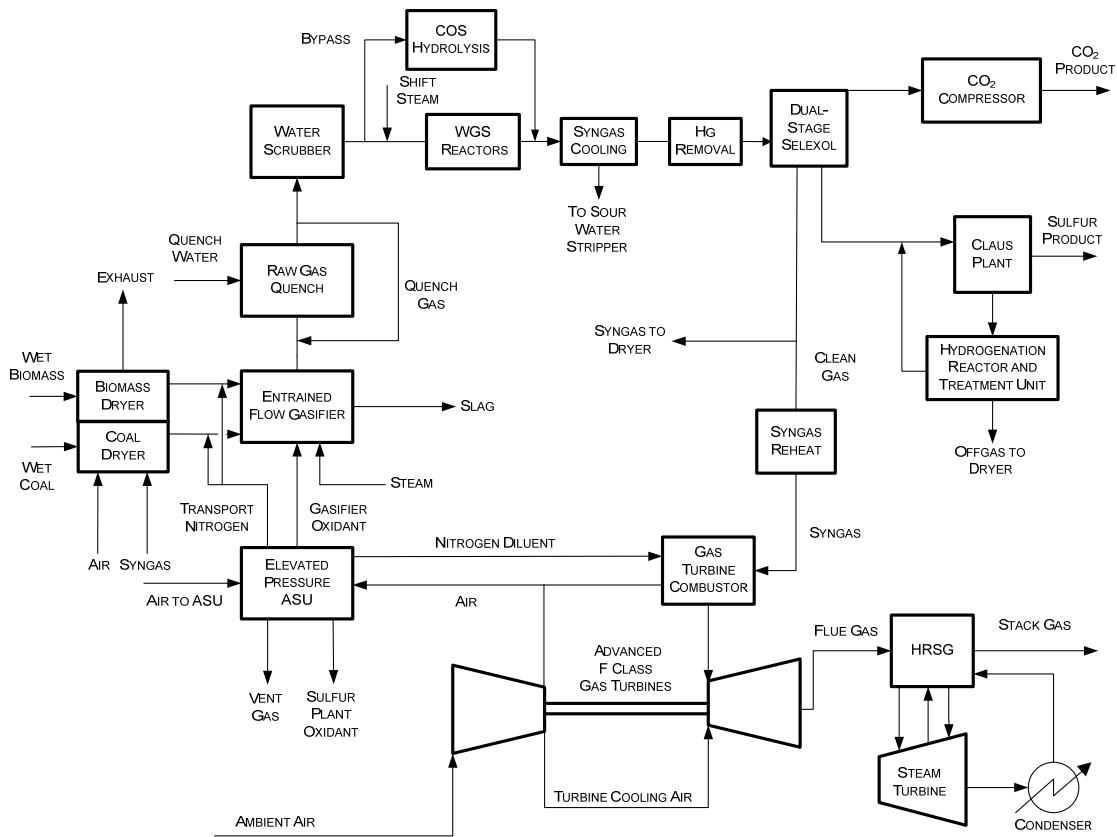 BYPASS
COS
HYDROLYSIS
SHIFT
STEAM
WATER
SCRUBBER
WGS
REACTORS
SYNGAS
COOLING
HG
REMOVAL
DUAL-
STAGE
SELEXOL
CO2
COMPRESSOR
CO2
PRODUCT
TO SOUR
WATER
STRIPPER
QUENCH
WATER
RAW GAS
QUENCH
QUENCH
GAS
EXHAUST
CLAUS
PLANT
SULFUR
PRODUCT
SYNGAS TO
DRYER
CLEAN
GAS
HYDROGENATION
REACTOR AND
TREATMENT UNIT
OFFGAS TO
DRYER
WET
BIOMASS
BIOMASS
DRYER
COAL
DRYER
WET
COAL
ENTRAINED
FLOW GASIFIER
SLAG
STEAM
SYNGAS
REHEAT
TRANSPORT
NITROGEN
GASIFIER
OXIDANT
AIR
SYNGAS
AIR TO ASU
ELEVATED
PRESSURE
ASU
NITROGEN DILUENT
AIR
GAS
TURBINE
COMBUSTOR
SYNGAS
VENT
GAS
SULFUR
PLANT
OXIDANT
ADVANCED
F CLASS
GAS TURBINES
FLUE GAS
HRSG
STACK GAS
STEAM
TURBINE
CONDENSER
TURBINE COOLING AIR
AMBIENT AIR